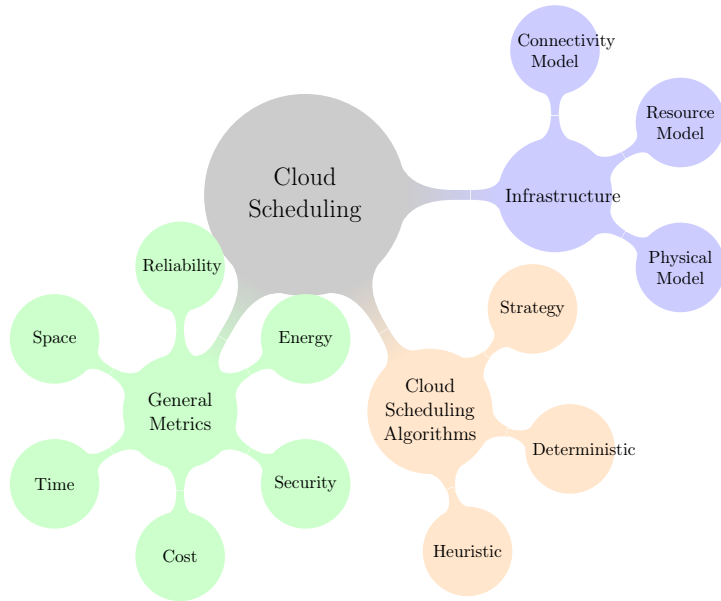 Connectivity
Model
Resource
Model
Cloud
Scheduling
Infrastructure
Physical
Model
Reliability
Strategy
Space
Energy
Cloud
Scheduling
Algorithms
General
Metrics
Deterministic
Time
Security
Cost
Heuristic